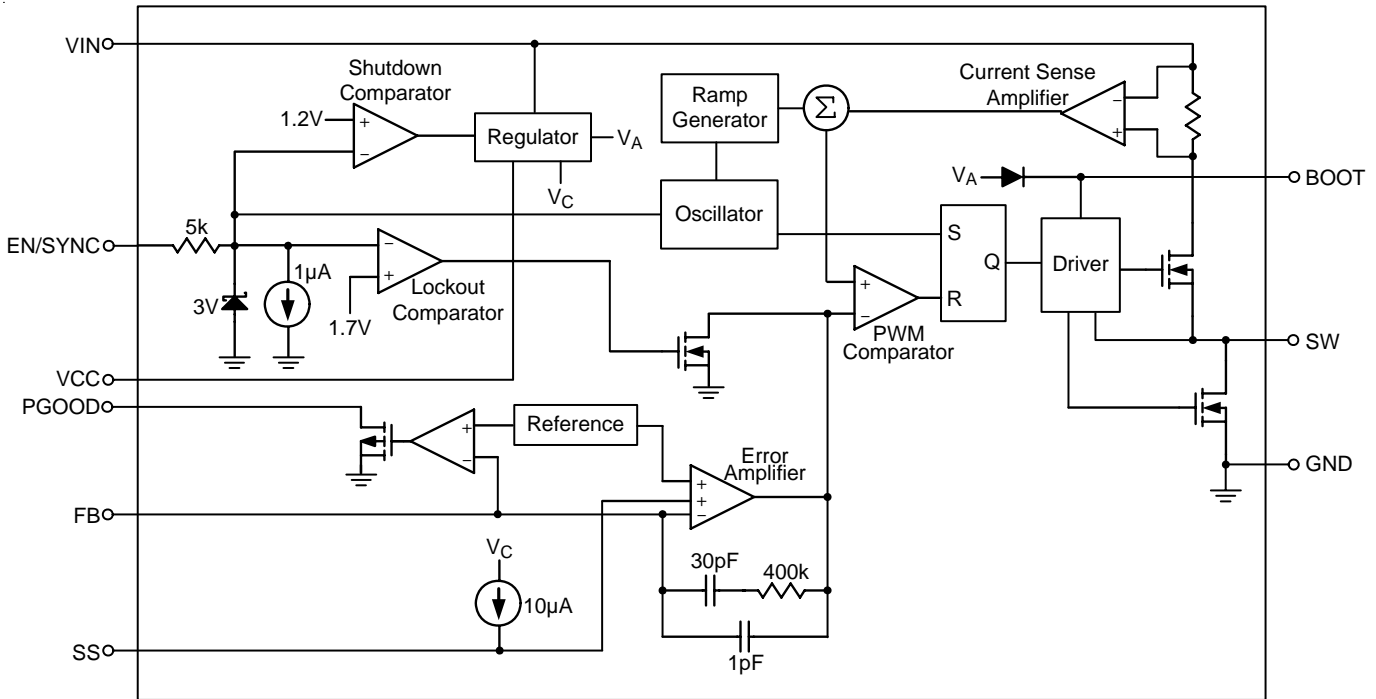 VIN
Shutdown
Comparator
1.2V
+
−
Regulator
VA
VC
Ramp
Generator
Σ
Current Sense
Amplifier
−
+
VA
BOOT
EN/SYNC
5k
Oscillator
S
Q
R
Driver
3V
1µA
−
+
1.7V
Lockout
Comparator
+
−
PWM
Comparator
SW
VCC
PGOOD
+
−
Reference
Error
Amplifier
+
+
−
GND
FB
VC
10µA
30pF
400k
1pF
SS